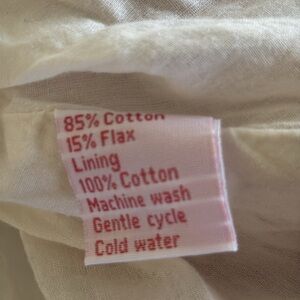 85% Cotton
15% Flax
Lining
100% Cotton
Machine wash
Gentle cycle
Cold water